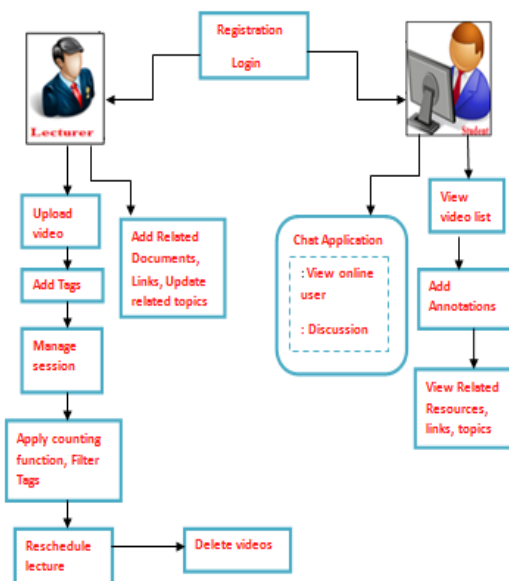 Registration
Login
Lecturer
Student
Upload
video
Add Related
Documents,
Links, Update
related topics
Add Tags
Manage
session
Apply counting
function, Filter
Tags
Reschedule
lecture
Delete videos
Chat Application
: View online
user
: Discussion
View
video list
Add
Annotations
View Related
Resources,
links, topics